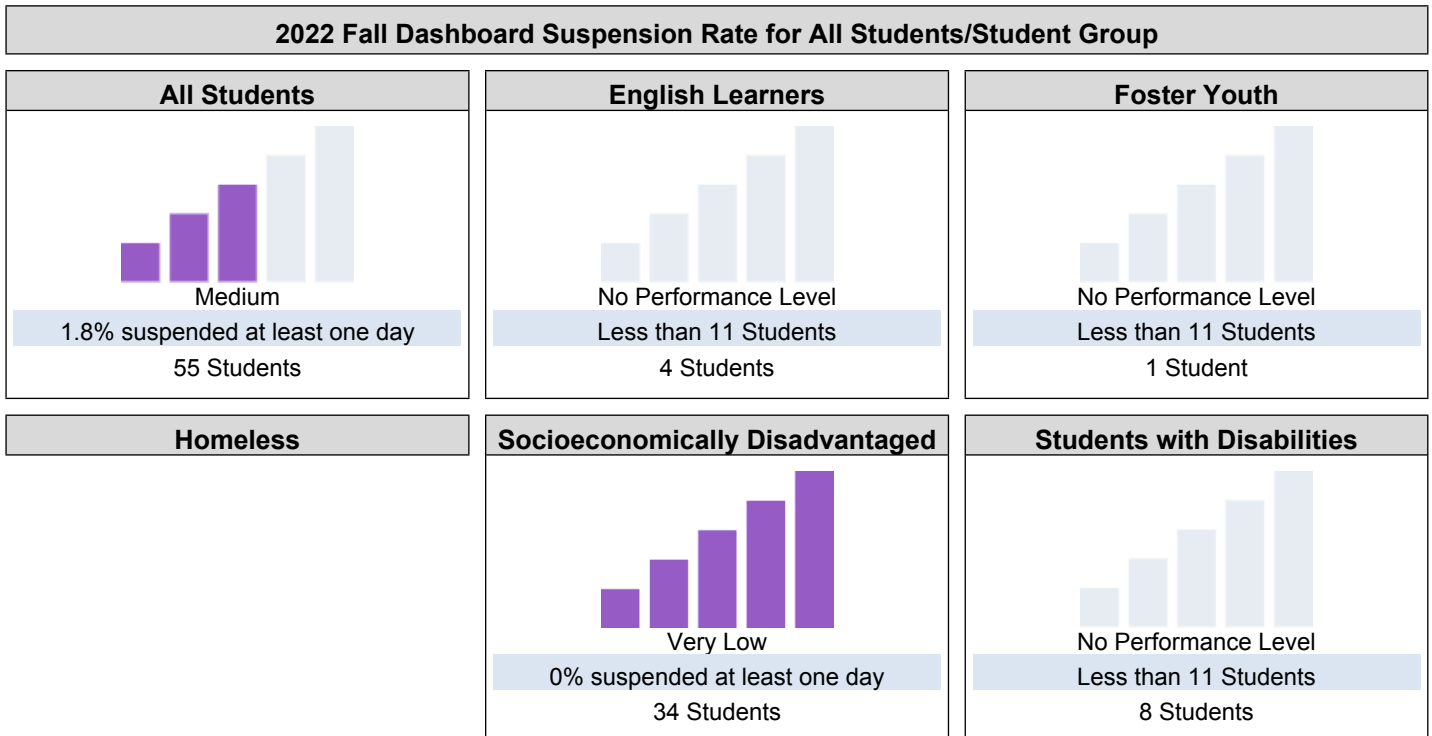 2022 Fall Dashboard Suspension Rate for All Students/Student Group
All Students
Medium
1.8% suspended at least one day
55 Students
English Learners
No Performance Level
Less than 11 Students
4 Students
Foster Youth
No Performance Level
Less than 11 Students
1 Student
Homeless
Socioeconomically Disadvantaged
Very Low
0% suspended at least one day
34 Students
Students with Disabilities
No Performance Level
Less than 11 Students
8 Students